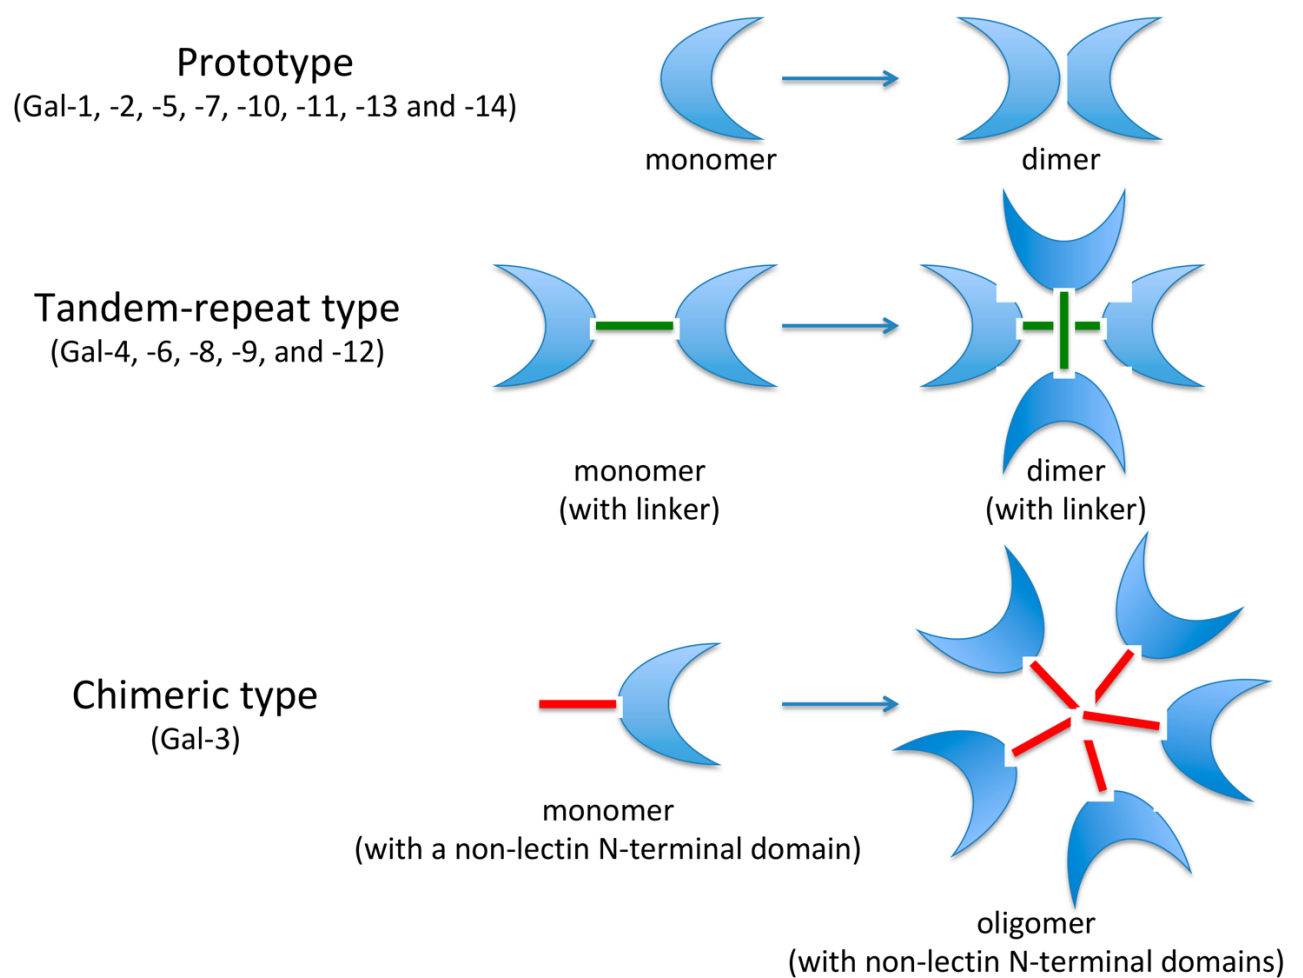 Prototype
(Gal-1, -2, -5, -7, -10, -11, -13 and -14)
monomer
dimer
Tandem-repeat type
(Gal-4, -6, -8, -9, and -12)
monomer
(with linker)
dimer
(with linker)
Chimeric type
(Gal-3)
monomer
(with a non-lectin N-terminal domain)
oligomer
(with non-lectin N-terminal domains)